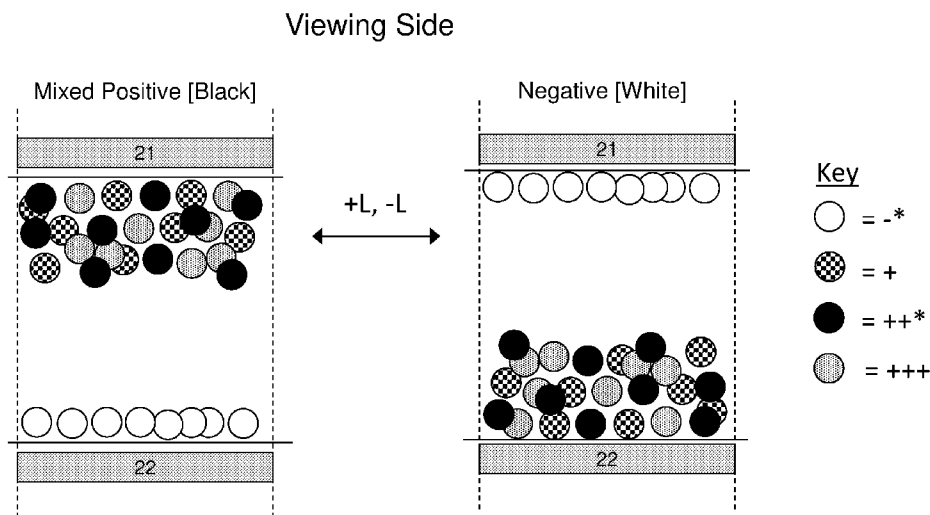 Viewing Side
Mixed Positive [Black]
Negative [White]
21
21
+L, -L
Key
= -*
= +
= ++*
= +++
22
22